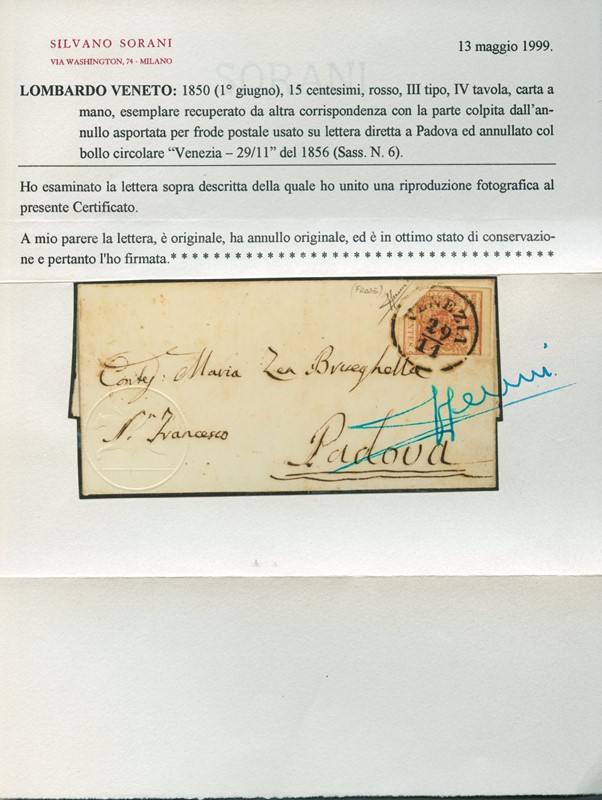 SORANI
SILVANO SORANI
VIA WASHINGTON, 74 - MILANO
13 maggio 1999.
LOMBARDO VENETO: 1850 (1° giugno), 15 centesimi, rosso, III tipo, IV tavola, carta a
mano, esemplare recuperato da altra corrispondenza con la parte colpita dall'an-
nullo asportata per frode postale usato su lettera diretta a Padova ed annullato col
bollo circolare "Venezia – 29/11" del 1856 (Sass. N. 6).
Ho esaminato la lettera sopra descritta della quale ho unito una riproduzione fotografica al
presente Certificato.
A mio parere la lettera, è originale, ha annullo originale, ed è in ottimo stato di conservazio-
ne e pertanto l'ho firmata.* * * * * * * * * * * * * * * * * * * * * * * * * * * * * * * * * * *
(FRODE)
VENEZIA
29
11
Maria Zen
S.n Francesco
Padova